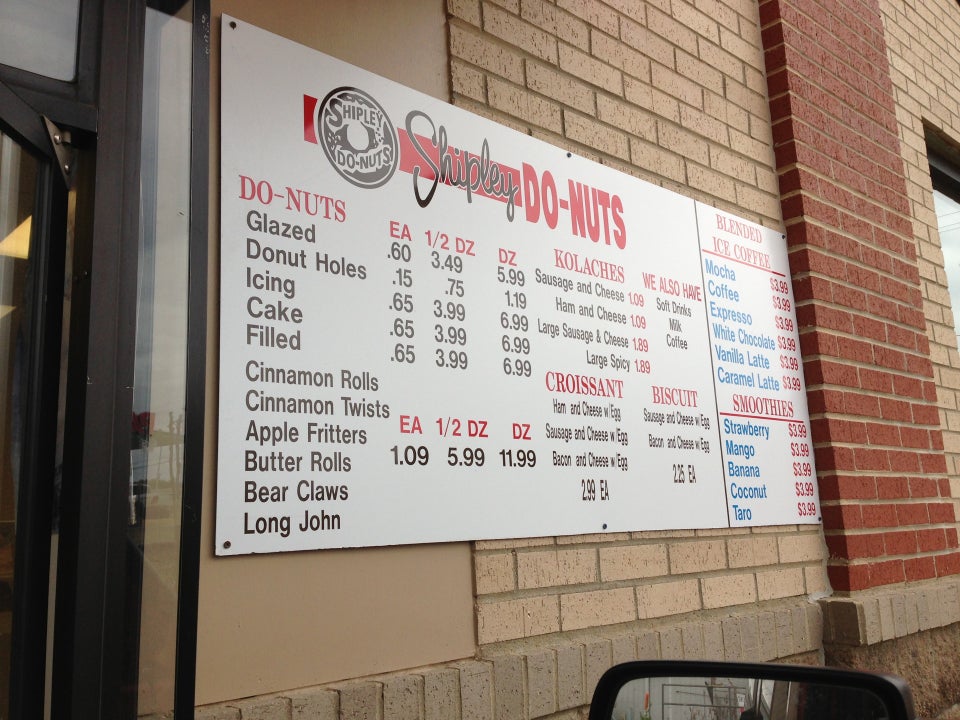 SHIPLEY
DO-NUTS
Shipley DO-NUTS
DO-NUTS EA 1/2 DZ DZ
Glazed .60 3.49 5.99
Donut Holes .15 .75 1.19
Icing .65 3.99 6.99
Cake .65 3.99 6.99
Filled .65 3.99 6.99
Cinnamon Rolls
Cinnamon Twists
Apple Fritters EA 1/2 DZ DZ
Butter Rolls 1.09 5.99 11.99
Bear Claws
Long John
KOLACHES
Sausage and Cheese 1.09
Ham and Cheese 1.09
Large Sausage & Cheese 1.89
Large Spicy 1.89
WE ALSO HAVE
Soft Drinks
Milk
Coffee
CROISSANT
Ham and Cheese w/Egg
Sausage and Cheese w/Egg
Bacon and Cheese w/Egg
2.99 EA
BISCUIT
Sausage and Cheese w/Egg
Bacon and Cheese w/Egg
2.25 EA
BLENDED
ICE COFFEE
Mocha $3.99
Coffee $3.99
Expresso $3.99
White Chocolate $3.99
Vanilla Latte $3.99
Caramel Latte $3.99
SMOOTHIES
Strawberry $3.99
Mango $3.99
Banana $3.99
Coconut $3.99
Taro $3.99